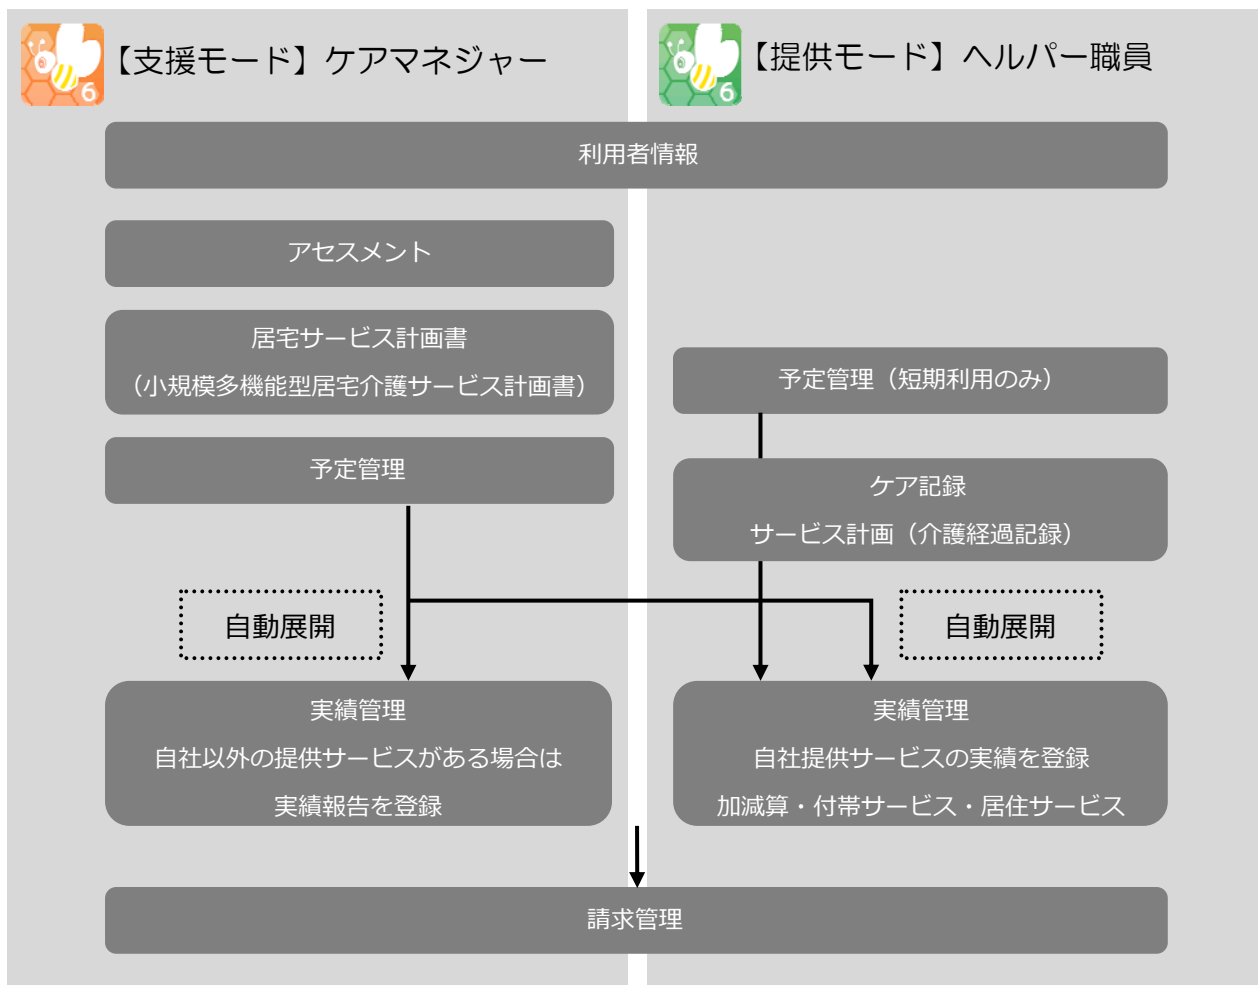 【支援モード】ケアマネジャー
6
【提供モード】ヘルパー職員
6
利用者情報
アセスメント
居宅サービス計画書
（小規模多機能型居宅介護サービス計画書）
予定管理
予定管理（短期利用のみ）
ケア記録
サービス計画（介護経過記録）
自動展開
自動展開
実績管理
自社以外の提供サービスがある場合は
実績報告を登録
実績管理
自社提供サービスの実績を登録
加減算・付帯サービス・居住サービス
請求管理